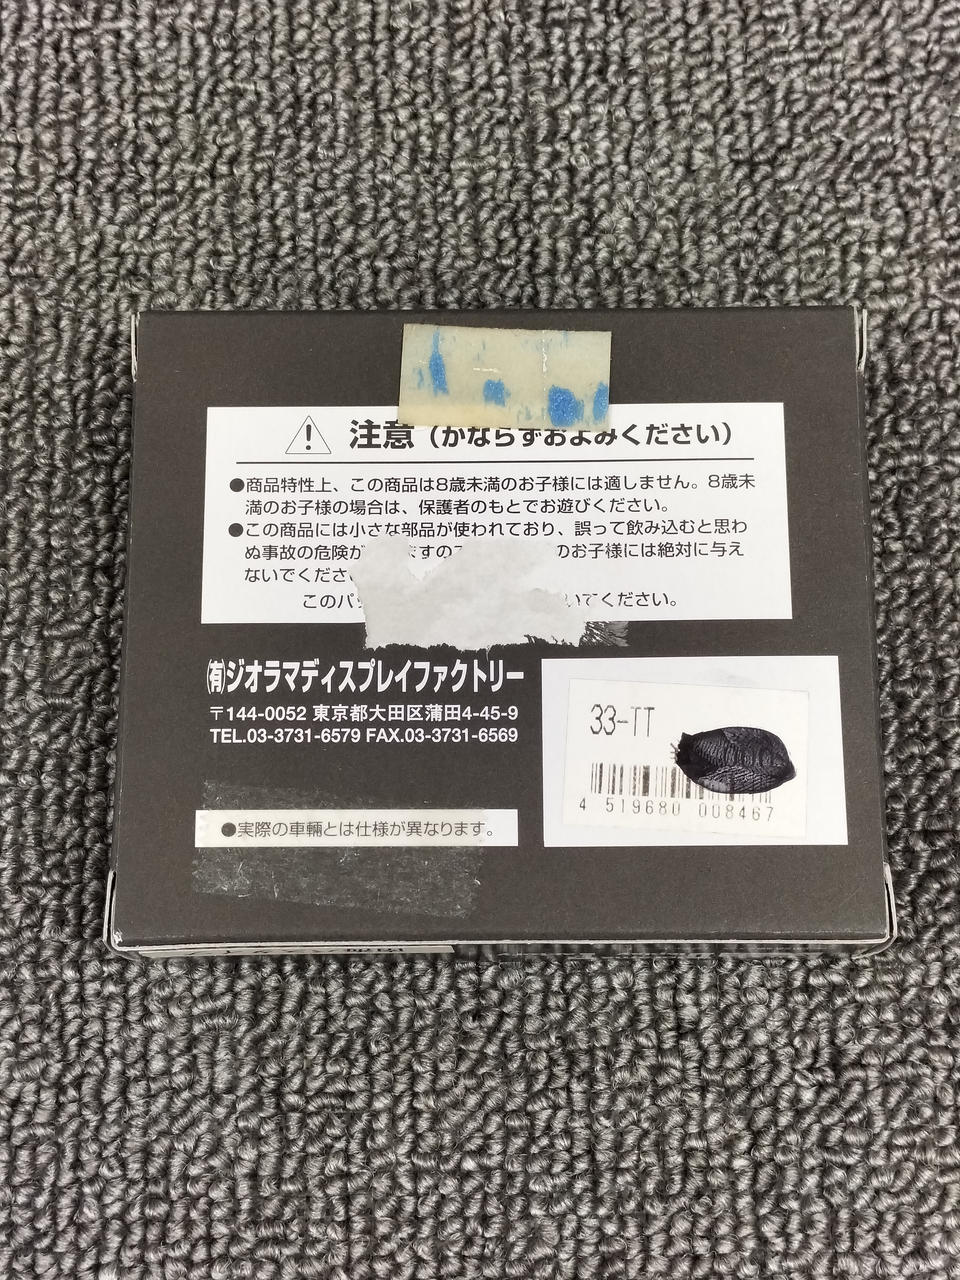 注意（かならずおよみください）
●商品特性上、この商品は8歳未満のお子様には適しません。8歳未
満のお子様の場合は、保護者のもとでお遊びください。
●この商品には小さな部品が使われており、誤って飲み込むと思わ
ぬ事故の危険が ますの のお子様には絶対に与え
ないでくださ
このパッ いてください。
㈲ジオラマディスプレイファクトリー
〒144-0052 東京都大田区蒲田4-45-9
TEL.03-3731-6579 FAX.03-3731-6569
33-TT
4 519680 008467
●実際の車輛とは仕様が異なります。